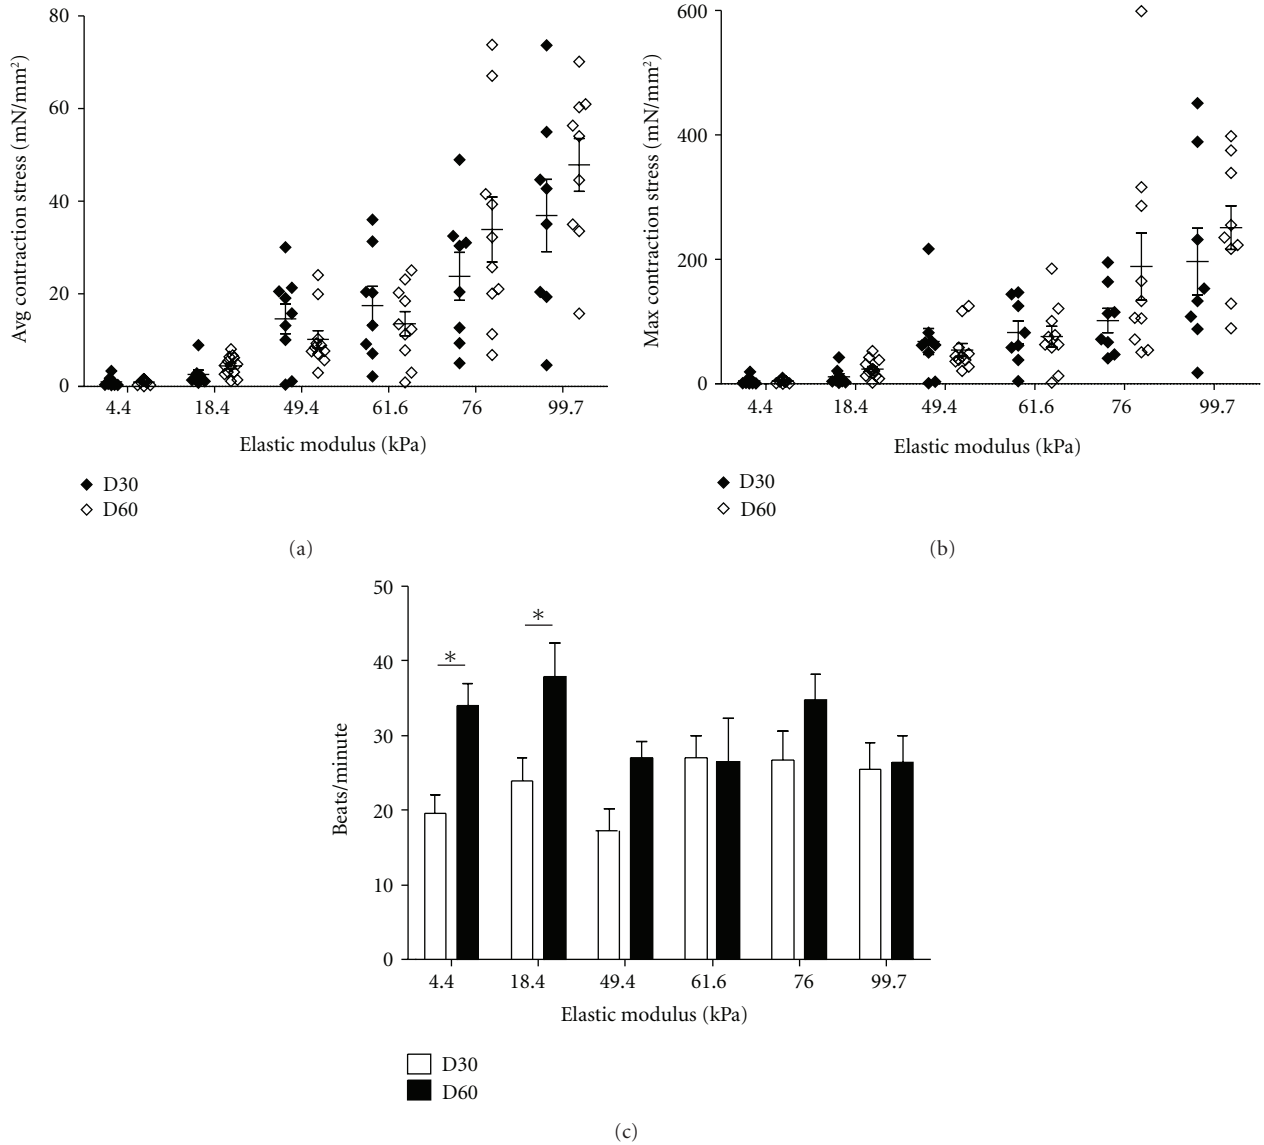 Avg contraction stress (mN/mm²)
80
60
40
20
0
4.4 18.4 49.4 61.6 76 99.7
Elastic modulus (kPa)
D30
D60
(a)
Max contraction stress (mN/mm²)
600
400
200
0
4.4 18.4 49.4 61.6 76 99.7
Elastic modulus (kPa)
D30
D60
(b)
Beats/minute
50
40
30
20
10
0
* *
4.4 18.4 49.4 61.6 76 99.7
Elastic modulus (kPa)
D30
D60
(c)